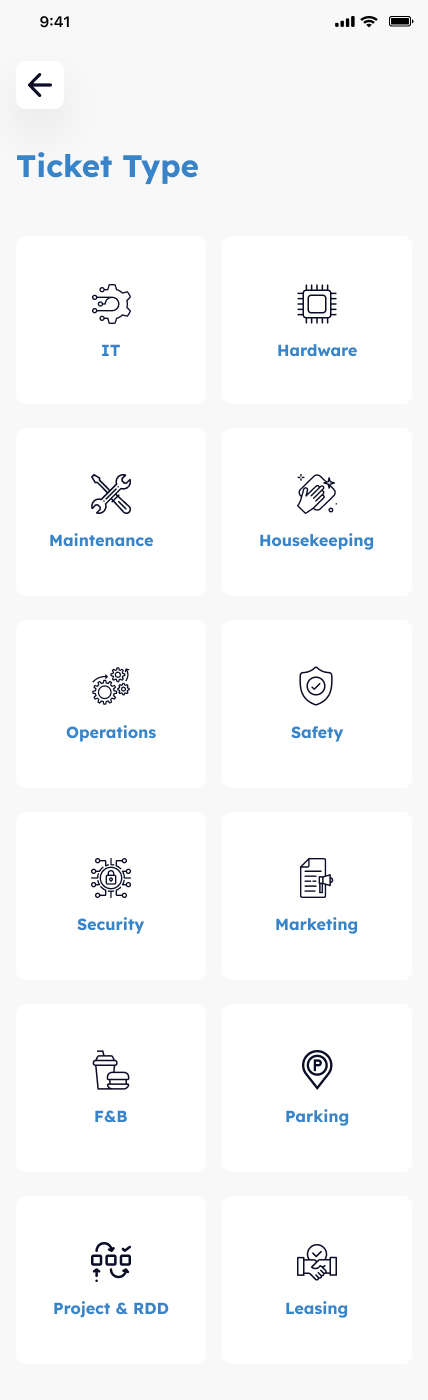 9:41
Ticket Type
IT
Hardware
Maintenance
Housekeeping
Operations
Safety
Security
Marketing
F&B
P
Parking
Project & RDD
Leasing